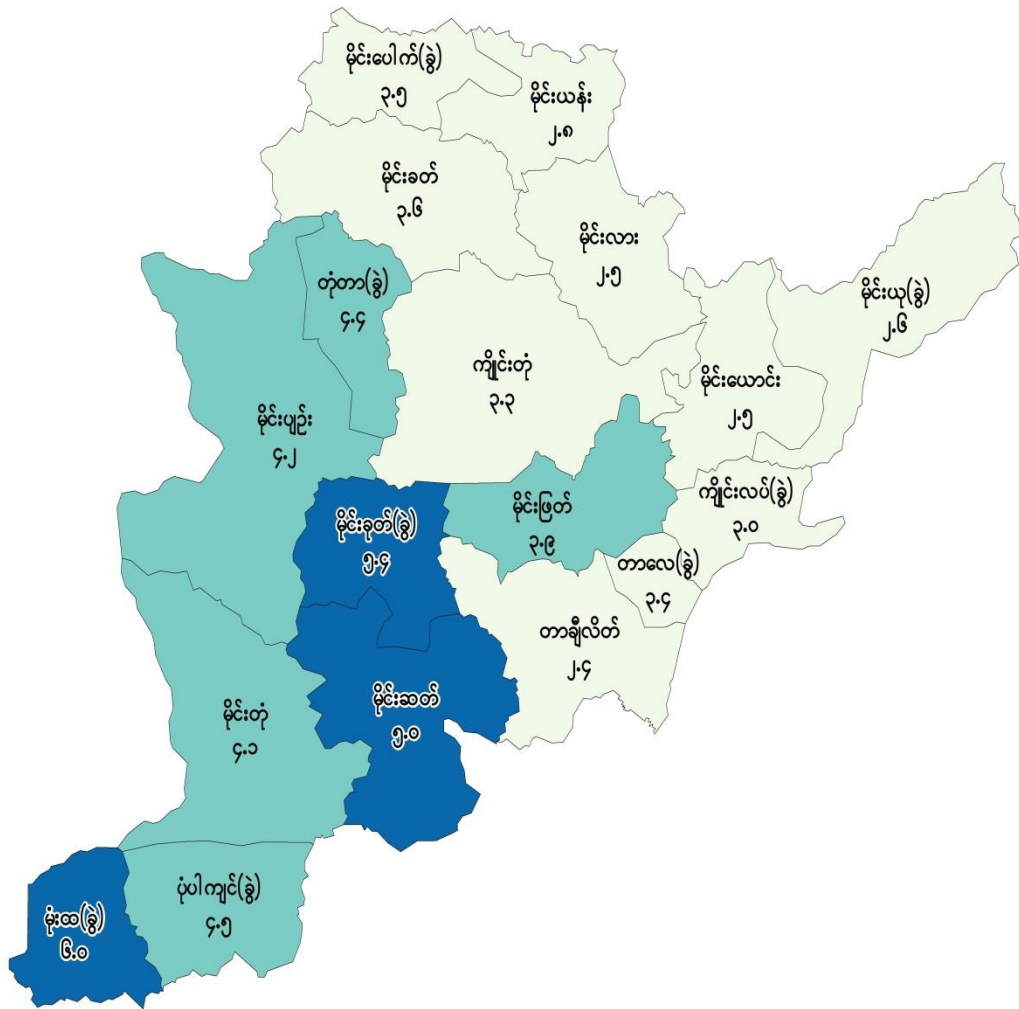 မိုင်းပေါက်(ခွဲ)
၃.၅
မိုင်းယန်း
၂.၈
မိုင်းခတ်
၃.၆
မိုင်းလား
၂.၅
တုံတာ(ခွဲ)
၄.၄
မိုင်းယု(ခွဲ)
၂.၆
ကျိုင်းတုံ
၃.၃
မိုင်းယောင်း
၂.၅
မိုင်းပျဉ်း
၄.၂
မိုင်းခုတ်(ခွဲ)
၅.၄
မိုင်းဖြတ်
၃.၉
ကျိုင်းလပ်(ခွဲ)
၃.၀
တာလေ(ခွဲ)
၃.၄
တာချီလိတ်
၂.၄
မိုင်းဆတ်
၅.၀
မိုင်းတုံ
၄.၁
ပုံပါကျင်(ခွဲ)
၄.၅
မုံးထ(ခွဲ)
၆.၀